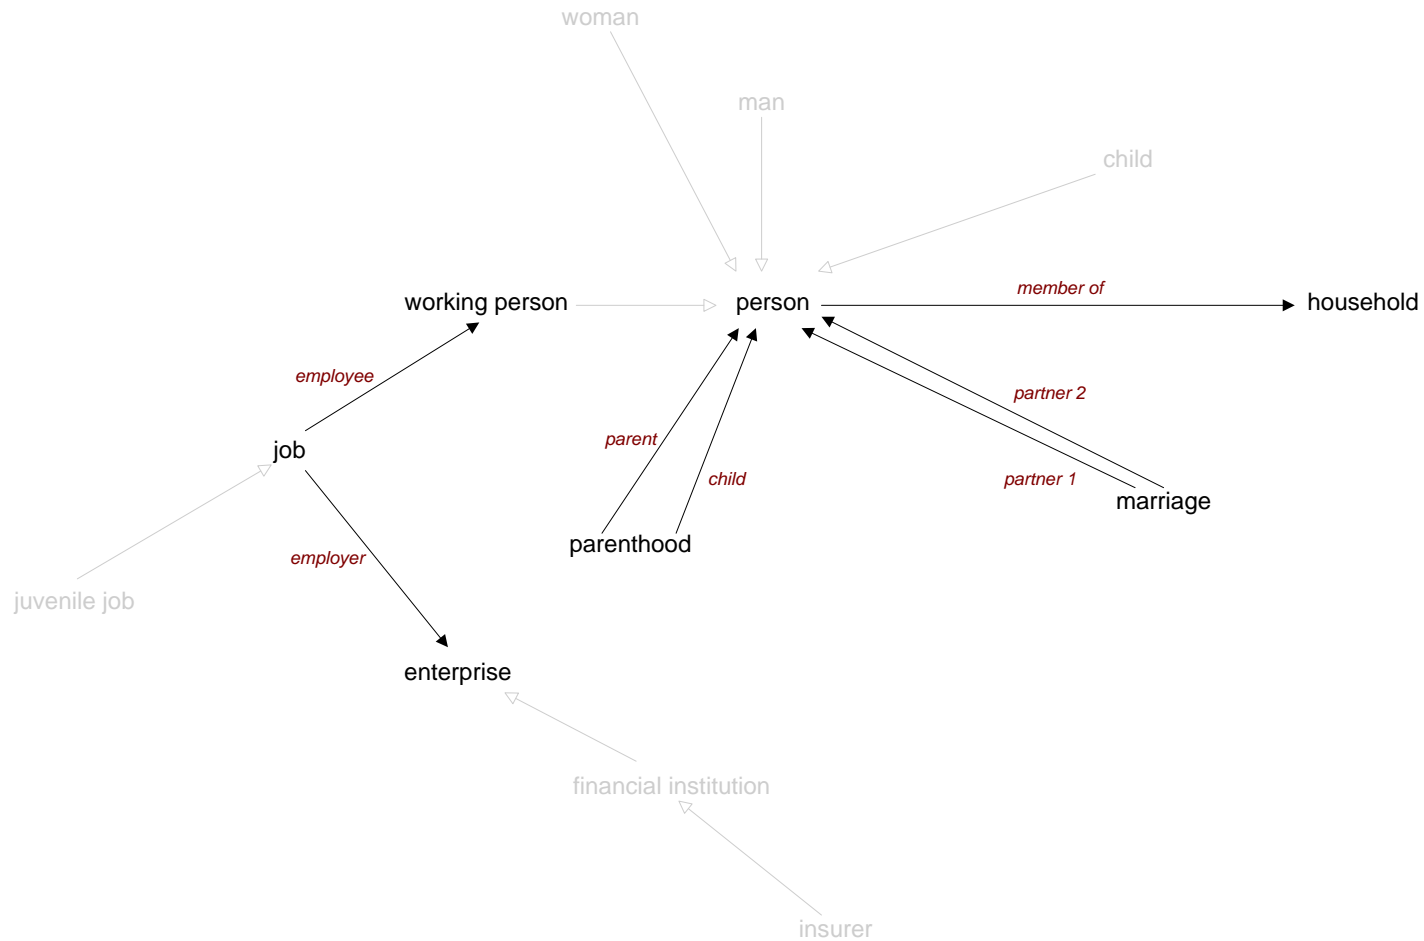 woman
man
child
working person
person
member of
household
employee
partner 2
parent
job
child
partner 1
marriage
parenthood
employer
juvenile job
enterprise
financial institution
insurer